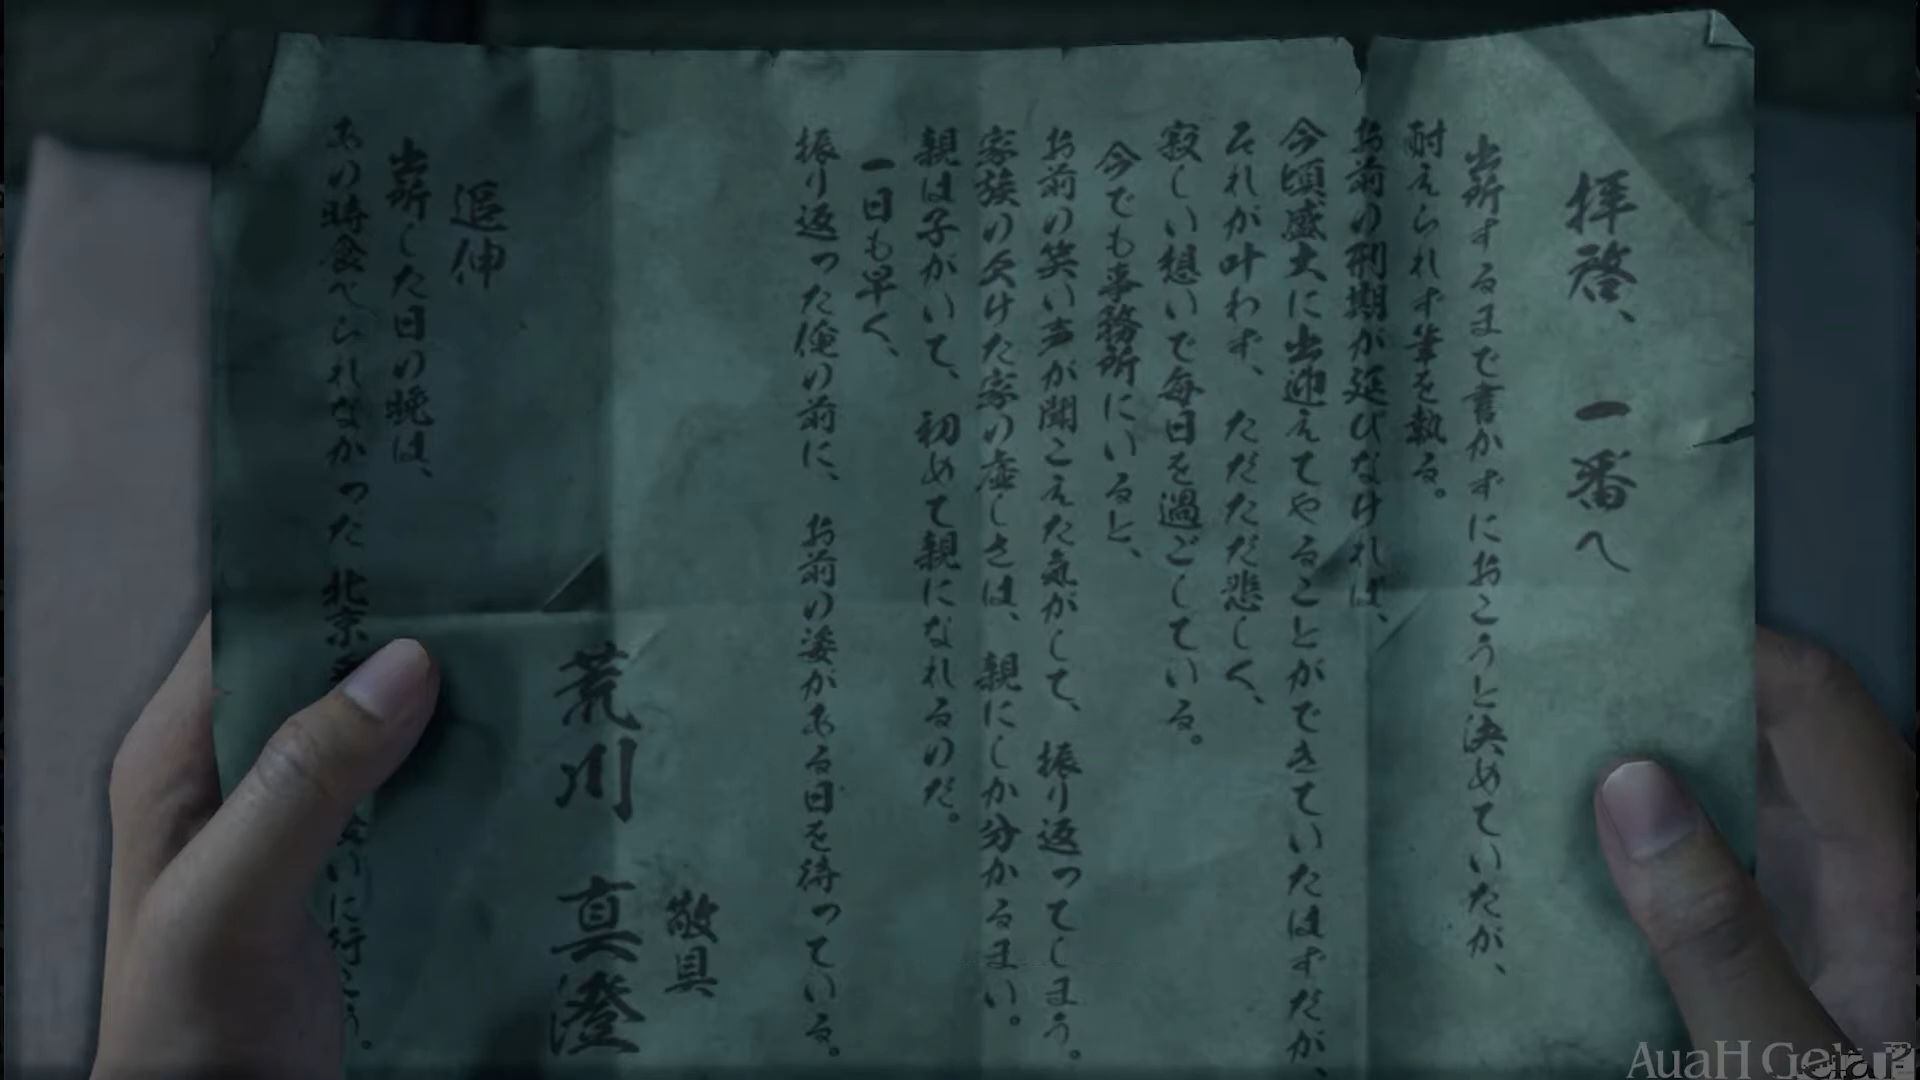 拝啓、一番へ
出所するまで書かずにおこうと決めていたが、
耐えられず筆を執る。
お前の刑期が延びなければ、
今頃盛大に出迎えてやることができていたはずだが、
それが叶わず、ただただ悲しく、
寂しい想いで毎日を過ごしている。
今でも事務所にいると、
お前の笑い声が聞こえた気がして、振り返ってしまう。
家族の欠けた家の虚しさは、親にしか分かるまい。
親は子がいて、初めて親になれるのだ。
一日も早く、
振り返った俺の前に、お前の姿がある日を待っている。
敬具
荒川 真澄
追伸
出所した日の晩は、
あの時食べられなかった北京 いに行こう。
AuaH Gela